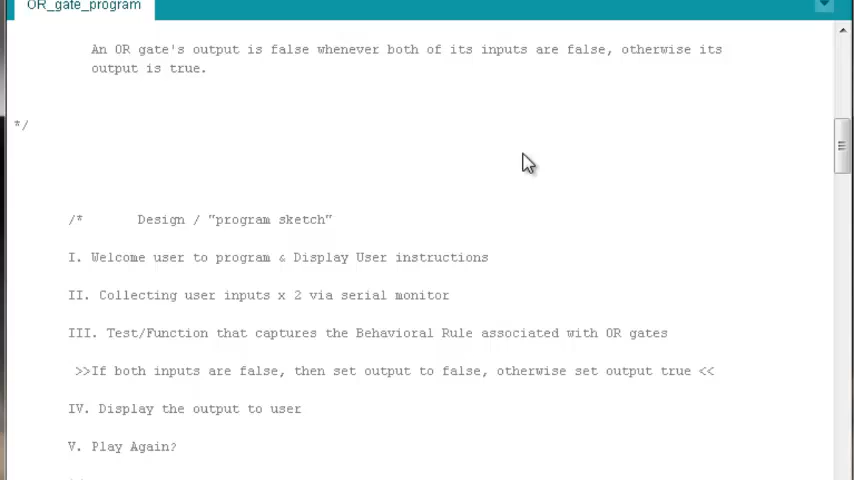 OR_gate_program
An OR gate's output is false whenever both of its inputs are false, otherwise its
output is true.
*/
/* Design / "program sketch"
I. Welcome user to program & Display User instructions
II. Collecting user inputs x 2 via serial monitor
III. Test/Function that captures the Behavioral Rule associated with OR gates
>>If both inputs are false, then set output to false, otherwise set output true <<
IV. Display the output to user
V. Play Again?